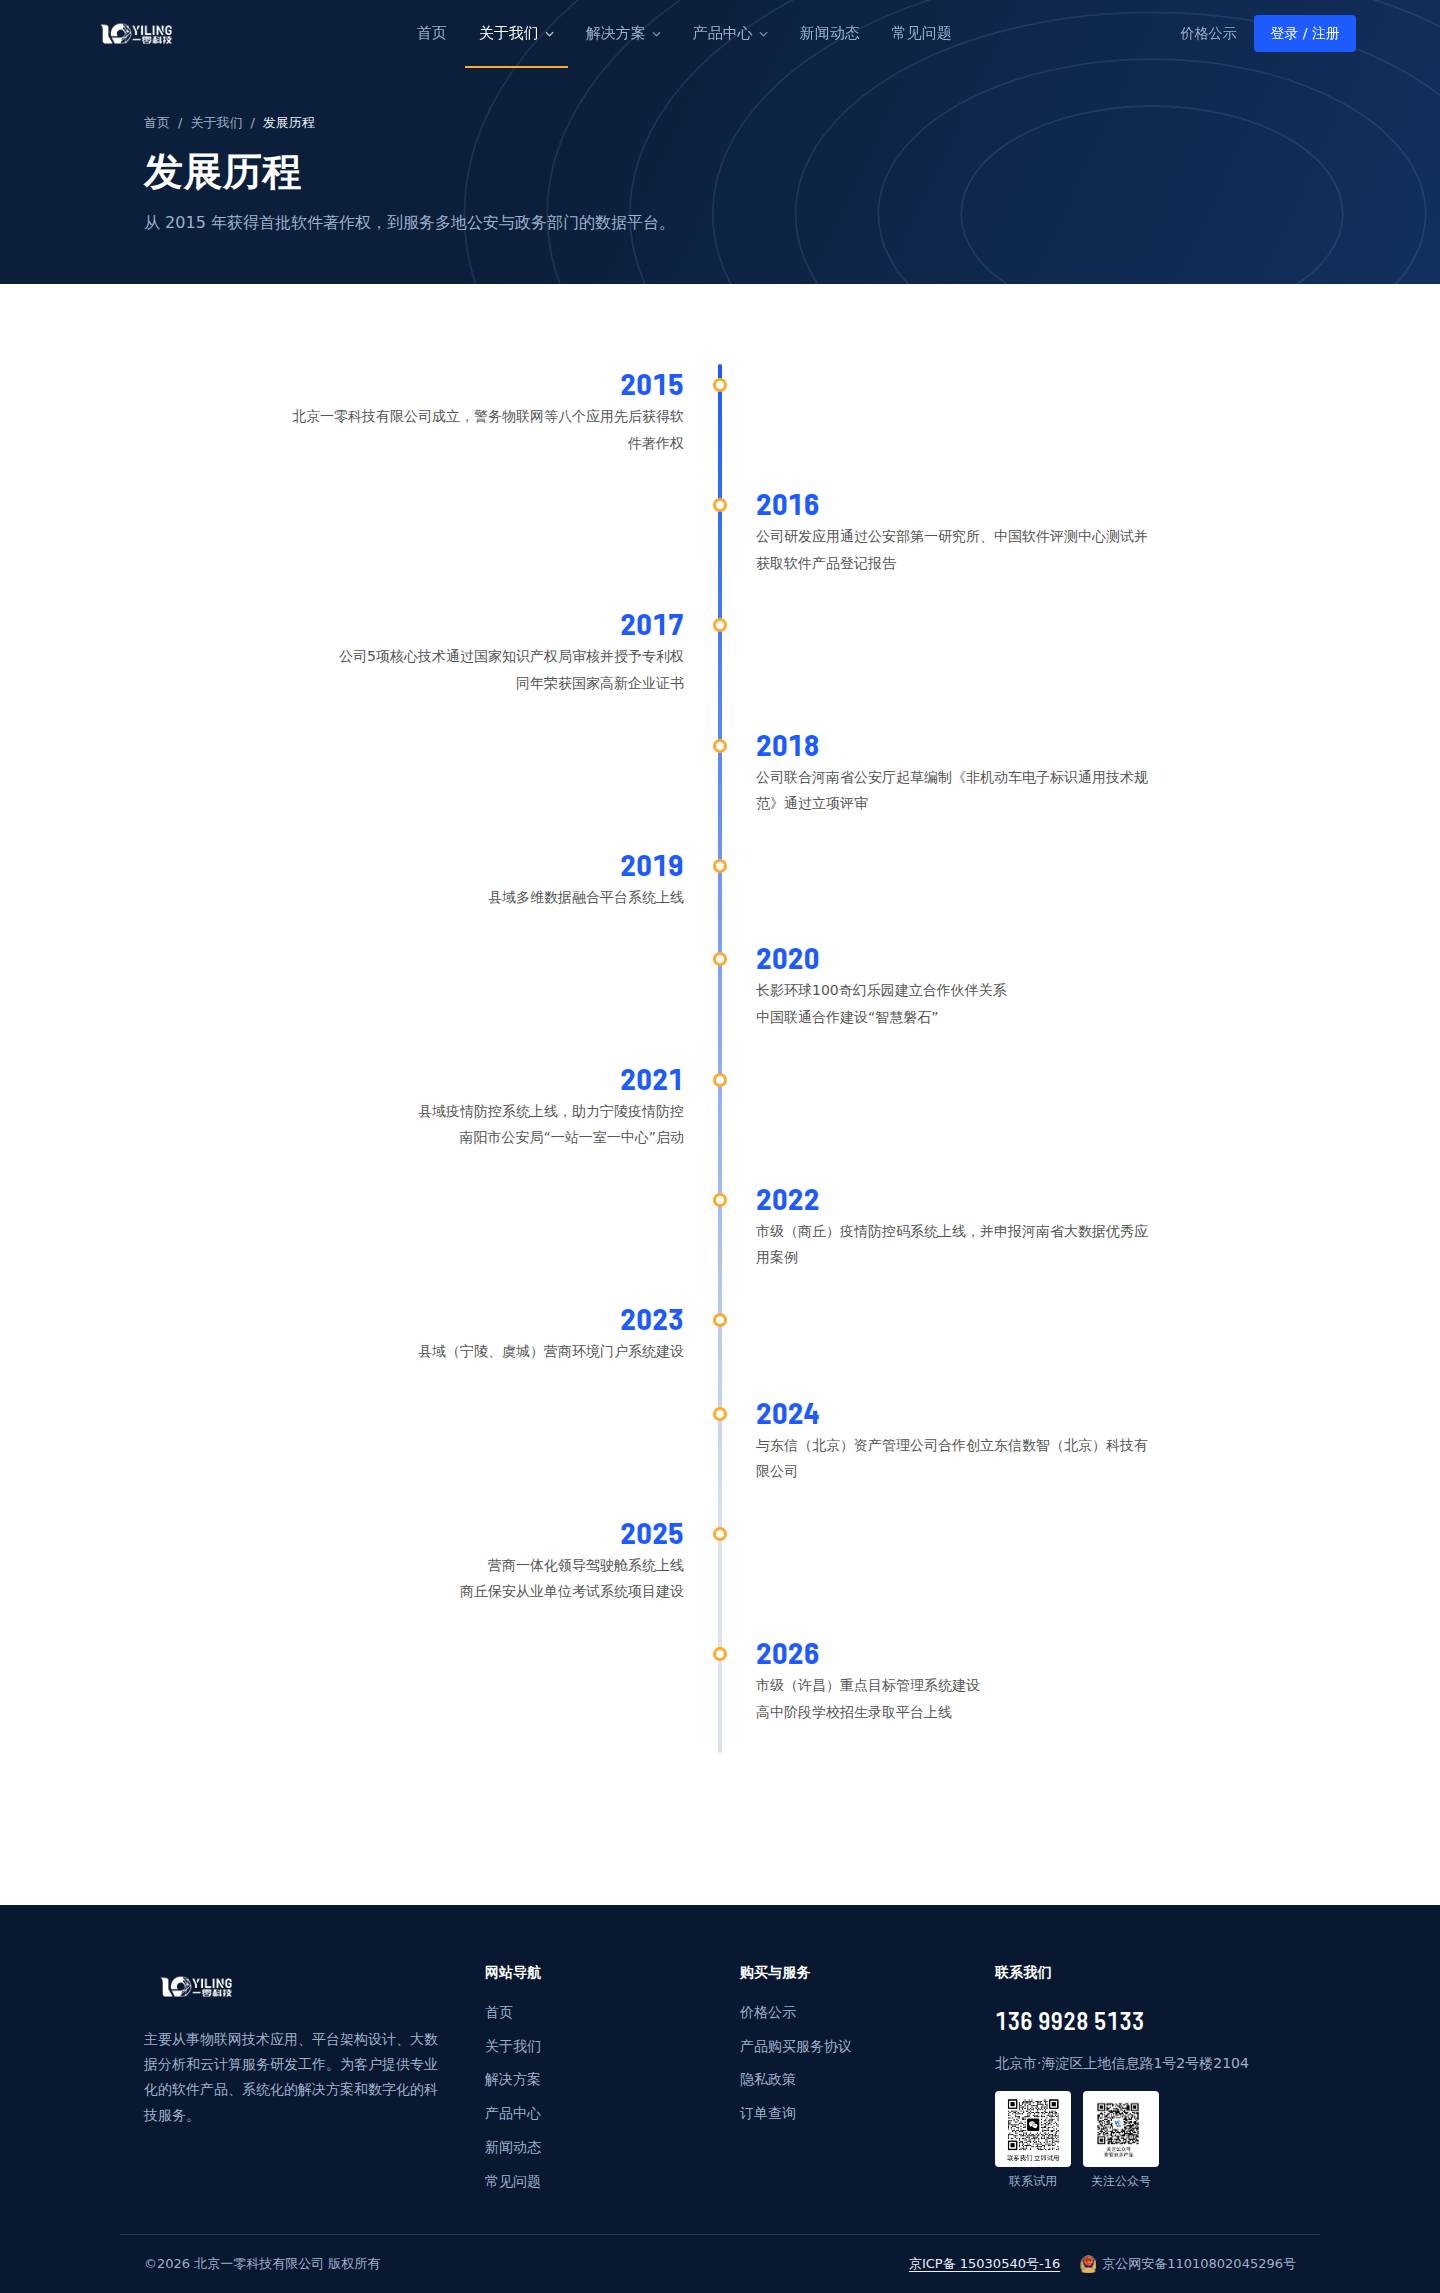 YILING
一零科技
首页
关于我们
解决方案
产品中心
新闻动态
常见问题
价格公示
登录 / 注册
首页 / 关于我们 / 发展历程
发展历程
从 2015 年获得首批软件著作权，到服务多地公安与政务部门的数据平台。
2015
北京一零科技有限公司成立，警务物联网等八个应用先后获得软
件著作权
2016
公司研发应用通过公安部第一研究所、中国软件评测中心测试并
获取软件产品登记报告
2017
公司5项核心技术通过国家知识产权局审核并授予专利权
同年荣获国家高新企业证书
2018
公司联合河南省公安厅起草编制《非机动车电子标识通用技术规
范》通过立项评审
2019
县域多维数据融合平台系统上线
2020
长影环球100奇幻乐园建立合作伙伴关系
中国联通合作建设“智慧磐石”
2021
县域疫情防控系统上线，助力宁陵疫情防控
南阳市公安局“一站一室一中心”启动
2022
市级（商丘）疫情防控码系统上线，并申报河南省大数据优秀应
用案例
2023
县域（宁陵、虞城）营商环境门户系统建设
2024
与东信（北京）资产管理公司合作创立东信数智（北京）科技有
限公司
2025
营商一体化领导驾驶舱系统上线
商丘保安从业单位考试系统项目建设
2026
市级（许昌）重点目标管理系统建设
高中阶段学校招生录取平台上线
YILING
一零科技
主要从事物联网技术应用、平台架构设计、大数
据分析和云计算服务研发工作。为客户提供专业
化的软件产品、系统化的解决方案和数字化的科
技服务。
网站导航
首页
关于我们
解决方案
产品中心
新闻动态
常见问题
购买与服务
价格公示
产品购买服务协议
隐私政策
订单查询
联系我们
136 9928 5133
北京市·海淀区上地信息路1号2号楼2104
联系我们 立即试用
关注公众号
联系试用
关注公众号
©2026 北京一零科技有限公司 版权所有
京ICP备 15030540号-16
京公网安备11010802045296号